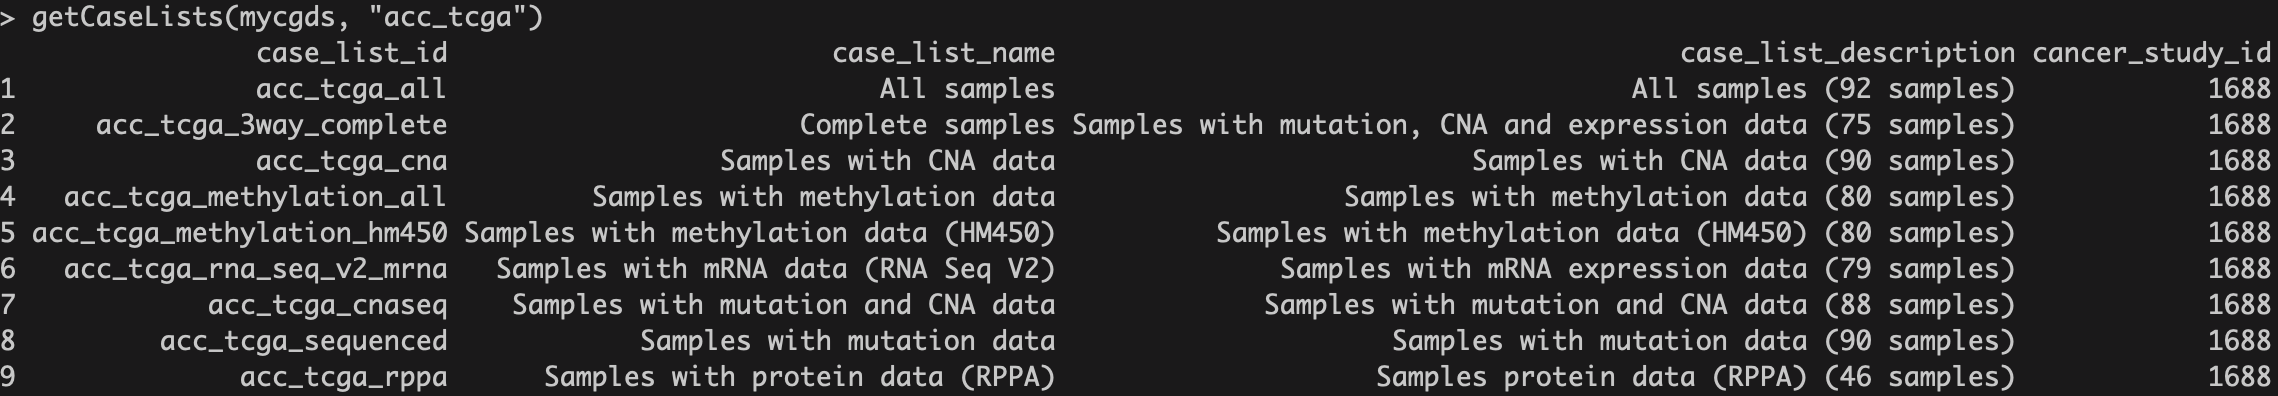 > getCaseLists(mycgds, "acc_tcga")
case_list_id case_list_name case_list_description cancer_study_id
1 acc_tcga_all All samples All samples (92 samples) 1688
2 acc_tcga_3way_complete Complete samples Samples with mutation, CNA and expression data (75 samples) 1688
3 acc_tcga_cna Samples with CNA data Samples with CNA data (90 samples) 1688
4 acc_tcga_methylation_all Samples with methylation data Samples with methylation data (80 samples) 1688
5 acc_tcga_methylation_hm450 Samples with methylation data (HM450) Samples with methylation data (HM450) (80 samples) 1688
6 acc_tcga_rna_seq_v2_mrna Samples with mRNA data (RNA Seq V2) Samples with mRNA expression data (79 samples) 1688
7 acc_tcga_cnaseq Samples with mutation and CNA data Samples with mutation and CNA data (88 samples) 1688
8 acc_tcga_sequenced Samples with mutation data Samples with mutation data (90 samples) 1688
9 acc_tcga_rppa Samples with protein data (RPPA) Samples protein data (RPPA) (46 samples) 1688